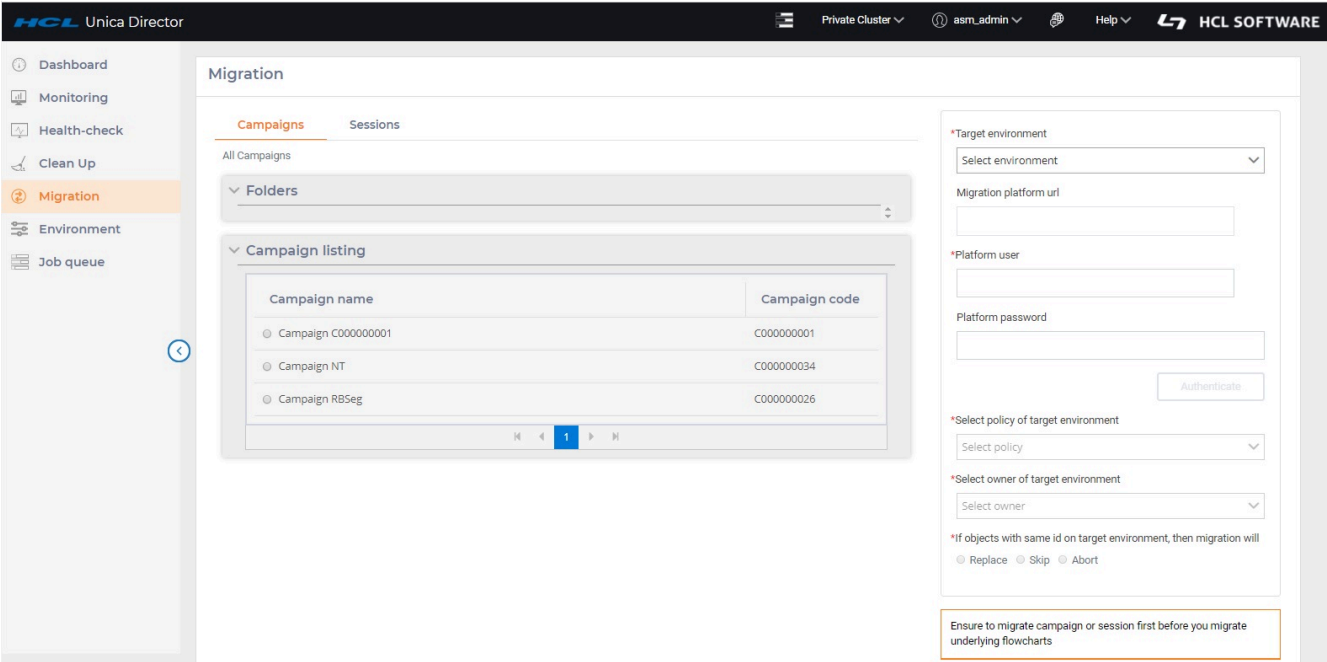 HCL Unica Director
Private Cluster
asm_admin
Help
HCL SOFTWARE
Dashboard
Monitoring
Health-check
Clean Up
Migration
Environment
Job queue
Migration
Campaigns Sessions
All Campaigns
Folders
Campaign listing
Campaign name Campaign code
Campaign C000000001 C000000001
Campaign NT C000000034
Campaign RBSeg C000000026
1
*Target environment
Select environment
Migration platform url
*Platform user
Platform password
Authenticate
*Select policy of target environment
Select policy
*Select owner of target environment
Select owner
*If objects with same id on target environment, then migration will
Replace Skip Abort
Ensure to migrate campaign or session first before you migrate
underlying flowcharts